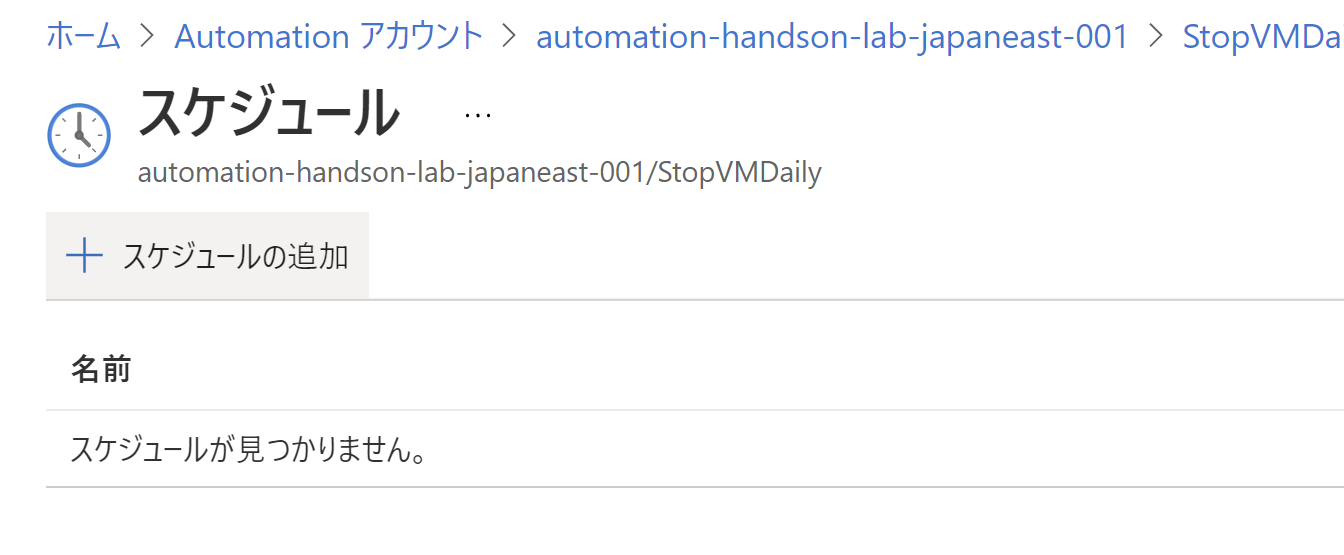 ホーム > Automation アカウント > automation-handson-lab-japaneast-001 > StopVMDai
スケジュール ...
automation-handson-lab-japaneast-001/StopVMDaily
+ スケジュールの追加
名前
スケジュールが見つかりません。